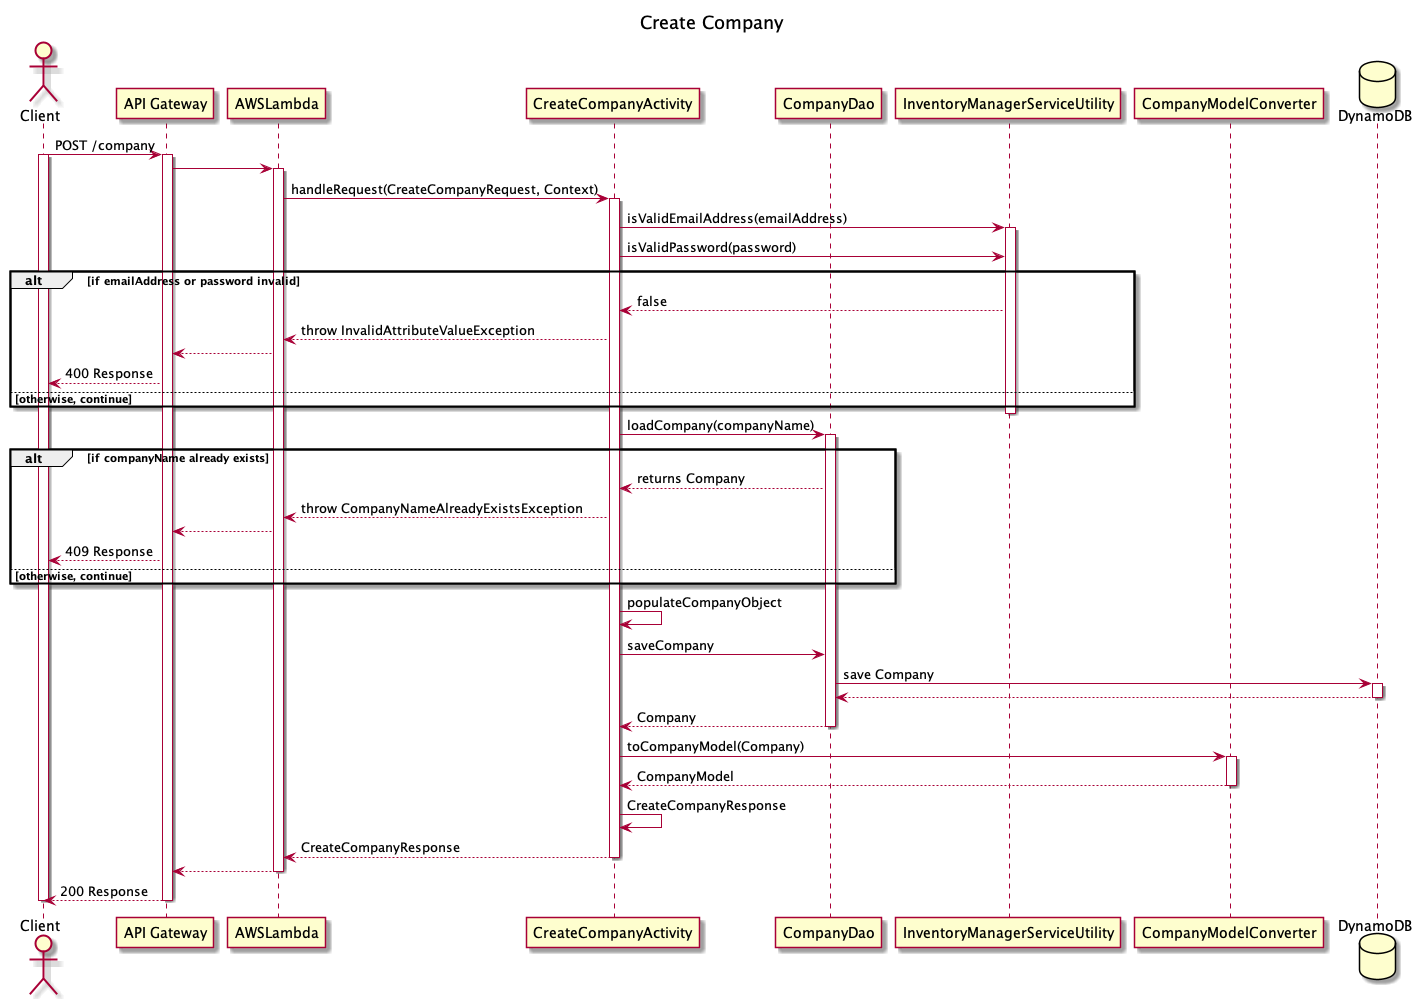 Create Company
Client
API Gateway
AWSLambda
CreateCompanyActivity
CompanyDao
InventoryManagerServiceUtility
CompanyModelConverter
DynamoDB
POST /company
handleRequest(CreateCompanyRequest, Context)
isValidEmailAddress(emailAddress)
isValidPassword(password)
alt
[if emailAddress or password invalid]
false
throw InvalidAttributeValueException
400 Response
[otherwise, continue]
loadCompany(companyName)
alt
[if companyName already exists]
returns Company
throw CompanyNameAlreadyExistsException
409 Response
[otherwise, continue]
populateCompanyObject
saveCompany
save Company
Company
toCompanyModel(Company)
CompanyModel
CreateCompanyResponse
CreateCompanyResponse
200 Response
Client
API Gateway
AWSLambda
CreateCompanyActivity
CompanyDao
InventoryManagerServiceUtility
CompanyModelConverter
DynamoDB